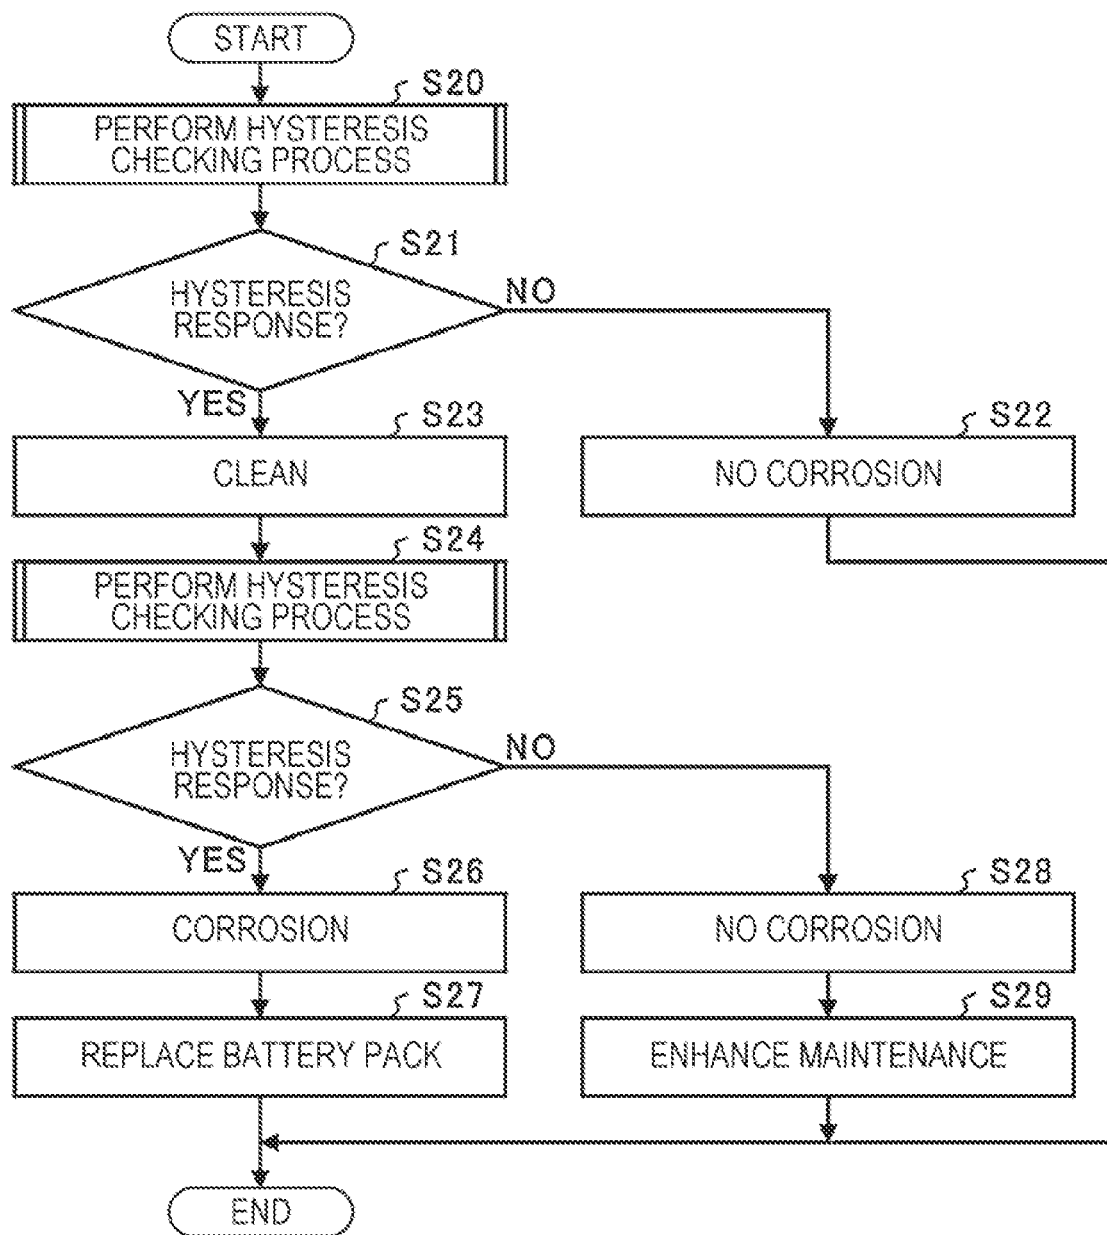 START
S20
PERFORM HYSTERESIS
CHECKING PROCESS
S21
HYSTERESIS
RESPONSE?
NO
YES
S23
CLEAN
S22
NO CORROSION
S24
PERFORM HYSTERESIS
CHECKING PROCESS
S25
HYSTERESIS
RESPONSE?
NO
YES
S26
CORROSION
S28
NO CORROSION
S27
REPLACE BATTERY PACK
S29
ENHANCE MAINTENANCE
END